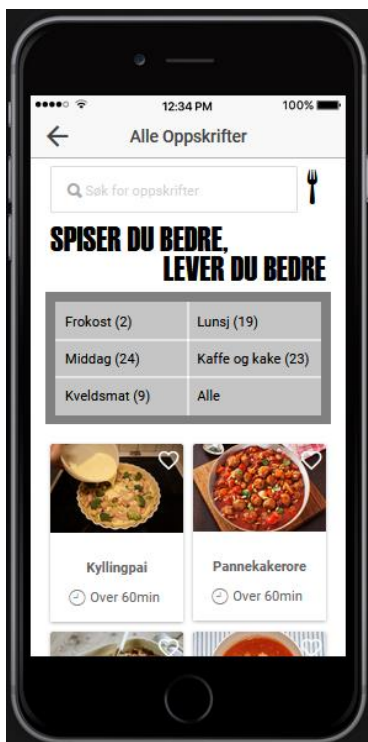 12:34 PM 100%
Alle Oppskrifter
Søk for oppskrifter
SPISER DU BEDRE,
LEVER DU BEDRE
Frokost (2) Lunsj (19)
Middag (24) Kaffe og kake (23)
Kveldsmat (9) Alle
Kyllingpai Pannekakerore
Over 60min Over 60min